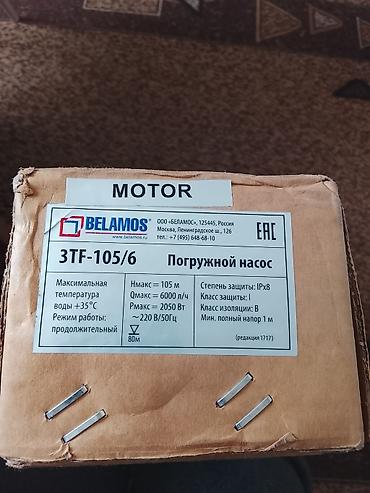 MOTOR
BELAMOS®
www.belamos.ru
ООО «БЕЛАМОС», 125445, Россия
Москва, Ленинградское ш., 126
тел.: +7 (495) 648-68-10
EAC
3TF-105/6
Погружной насос
Максимальная
температура
воды +35°C
Режим работы:
продолжительный
Hмакс = 105 м
Qмакс = 6000 л/ч
Pмакс = 2050 Вт
~220 В/50Гц
80м
Степень защиты: IPx8
Класс защиты: I
Класс изоляции: B
Мин. полный напор 1 м
(редакция 1717)